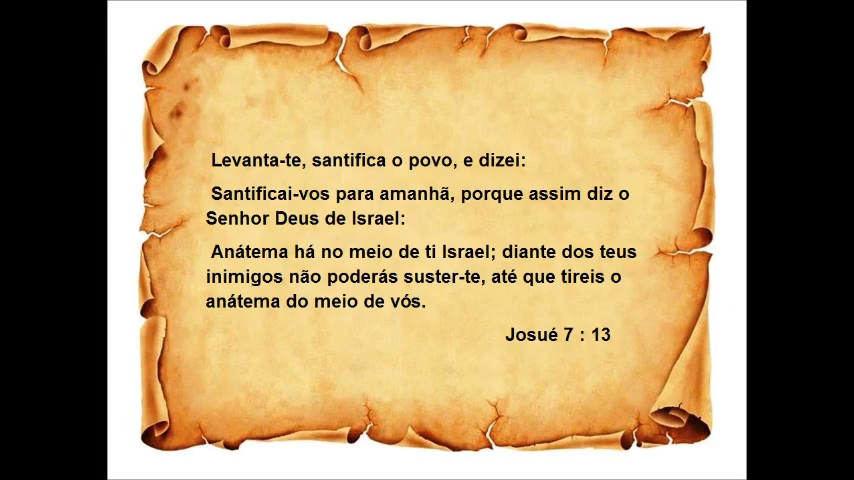 Levanta-te, santifica o povo, e dizei:
Santificai-vos para amanhã, porque assim diz o
Senhor Deus de Israel:
Anátema há no meio de ti Israel; diante dos teus
inimigos não poderás suster-te, até que tireis o
anátema do meio de vós.
Josué 7 : 13